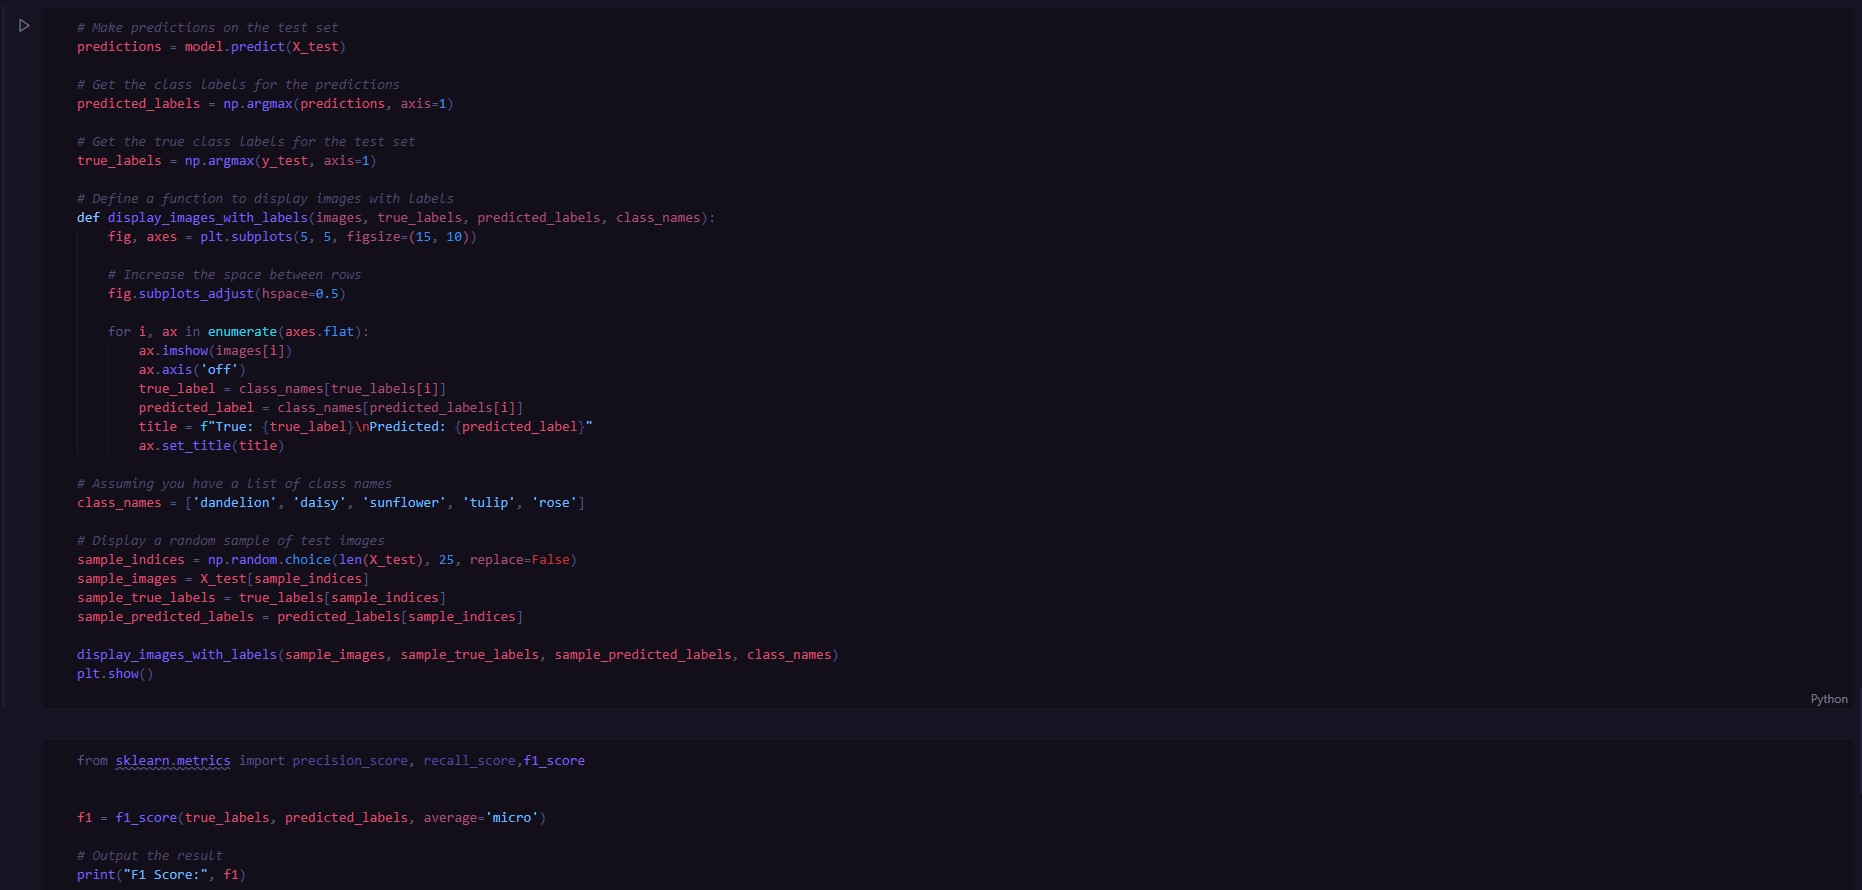 # Make predictions on the test set
predictions = model.predict(X_test)
# Get the class labels for the predictions
predicted_labels = np.argmax(predictions, axis=1)
# Get the true class labels for the test set
true_labels = np.argmax(y_test, axis=1)
# Define a function to display images with labels
def display_images_with_labels(images, true_labels, predicted_labels, class_names):
    fig, axes = plt.subplots(5, 5, figsize=(15, 10))
    # Increase the space between rows
    fig.subplots_adjust(hspace=0.5)
    for i, ax in enumerate(axes.flat):
        ax.imshow(images[i])
        ax.axis('off')
        true_label = class_names[true_labels[i]]
        predicted_label = class_names[predicted_labels[i]]
        title = f"True: {true_label}\nPredicted: {predicted_label}"
        ax.set_title(title)
# Assuming you have a list of class names
class_names = ['dandelion', 'daisy', 'sunflower', 'tulip', 'rose']
# Display a random sample of test images
sample_indices = np.random.choice(len(X_test), 25, replace=False)
sample_images = X_test[sample_indices]
sample_true_labels = true_labels[sample_indices]
sample_predicted_labels = predicted_labels[sample_indices]
display_images_with_labels(sample_images, sample_true_labels, sample_predicted_labels, class_names)
plt.show()
Python
from sklearn.metrics import precision_score, recall_score,f1_score
f1 = f1_score(true_labels, predicted_labels, average='micro')
# Output the result
print("F1 Score:", f1)